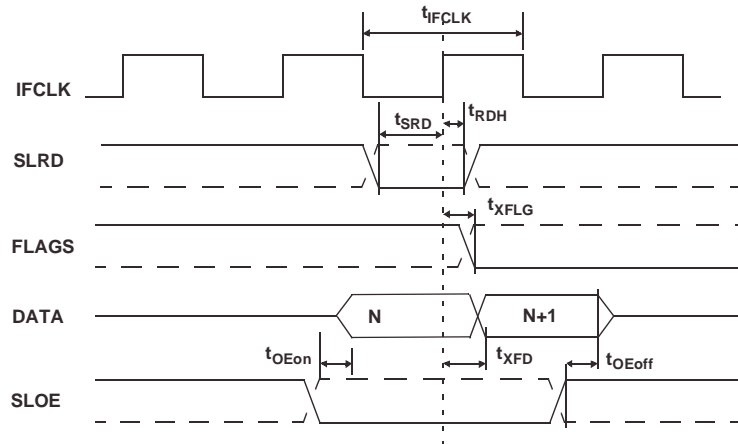 tIFCLK
IFCLK
tSRD
tRDH
SLRD
tXFLG
FLAGS
DATA
N
N+1
tOEon
tXFD
tOEoff
SLOE